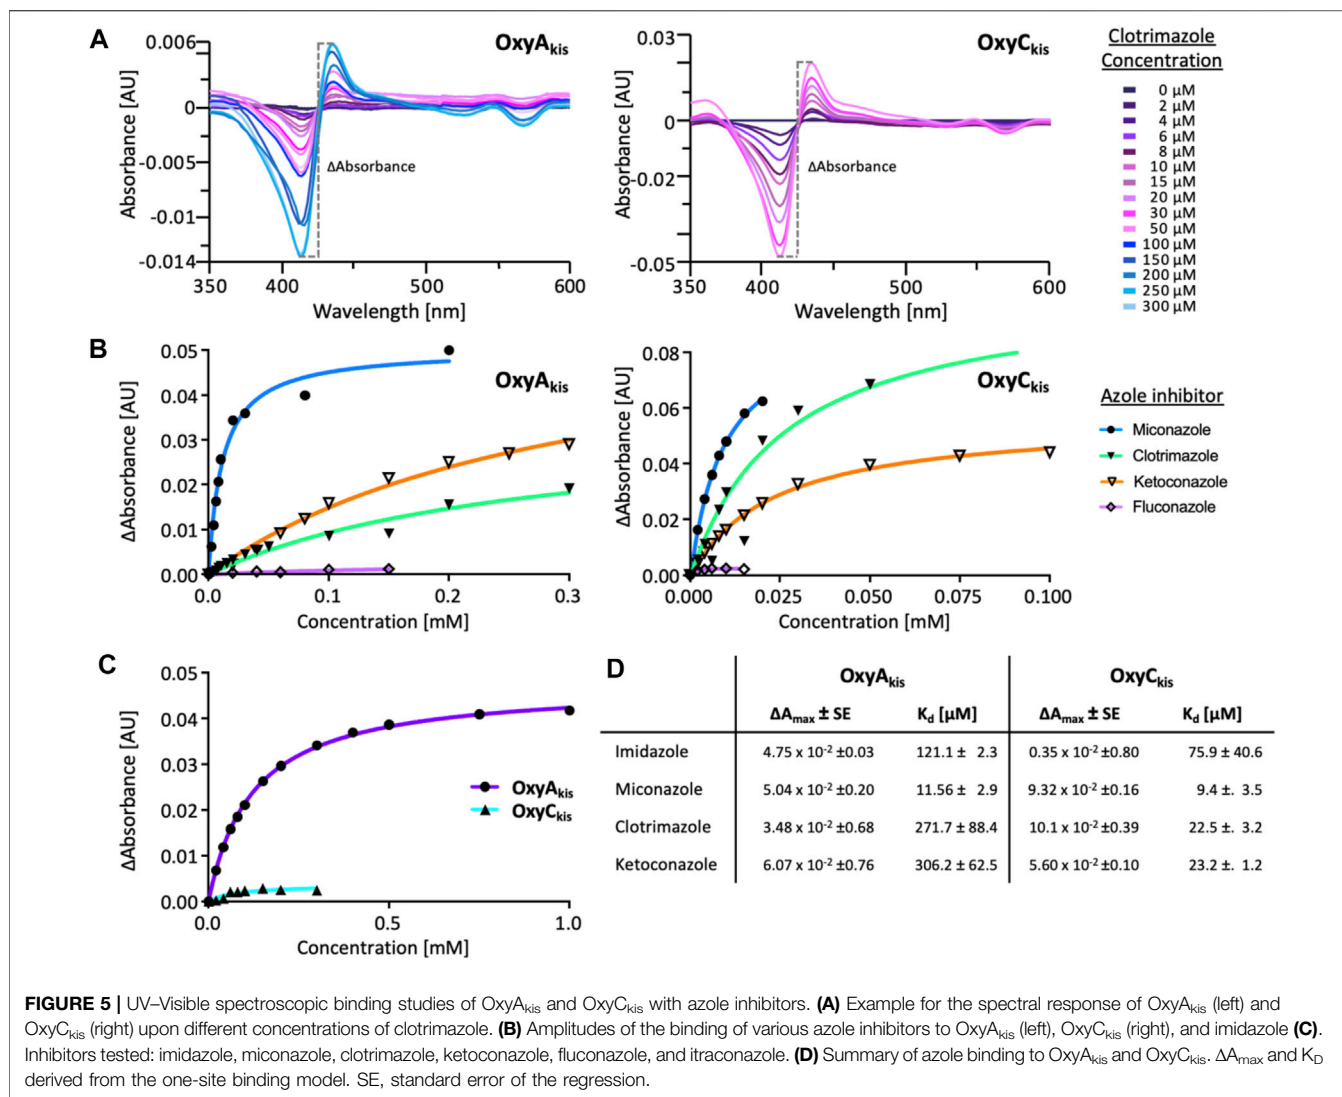 A
OxyAkis
0.006
0
-0.005
-0.01
-0.014
Absorbance [AU]
ΔAbsorbance
350 400 500 600
Wavelength [nm]
OxyCkis
0.03
0
-0.02
-0.05
Absorbance [AU]
ΔAbsorbance
350 400 500 600
Wavelength [nm]
Clotrimazole
Concentration
0 µM
2 µM
4 µM
6 µM
8 µM
10 µM
15 µM
20 µM
30 µM
50 µM
100 µM
150 µM
200 µM
250 µM
300 µM
B
OxyAkis
0.05
0.04
0.03
0.02
0.01
0.00
ΔAbsorbance [AU]
0.0 0.1 0.2 0.3
Concentration [mM]
OxyCkis
0.08
0.06
0.04
0.02
0.00
ΔAbsorbance [AU]
0.000 0.025 0.050 0.075 0.100
Concentration [mM]
Azole inhibitor
Miconazole
Clotrimazole
Ketoconazole
Fluconazole
C
0.05
0.04
0.03
0.02
0.01
0.00
ΔAbsorbance [AU]
OxyAkis
OxyCkis
0.0 0.5 1.0
Concentration [mM]
D
OxyAkis OxyCkis
ΔAmax ± SE Kd [µM] ΔAmax ± SE Kd [µM]
Imidazole 4.75 x 10-2 ±0.03 121.1 ± 2.3 0.35 x 10-2 ±0.80 75.9 ± 40.6
Miconazole 5.04 x 10-2 ±0.20 11.56 ± 2.9 9.32 x 10-2 ±0.16 9.4 ±. 3.5
Clotrimazole 3.48 x 10-2 ±0.68 271.7 ± 88.4 10.1 x 10-2 ±0.39 22.5 ±. 3.2
Ketoconazole 6.07 x 10-2 ±0.76 306.2 ± 62.5 5.60 x 10-2 ±0.10 23.2 ±. 1.2
FIGURE 5 | UV–Visible spectroscopic binding studies of OxyAkis and OxyCkis with azole inhibitors. (A) Example for the spectral response of OxyAkis (left) and
OxyCkis (right) upon different concentrations of clotrimazole. (B) Amplitudes of the binding of various azole inhibitors to OxyAkis (left), OxyCkis (right), and imidazole (C).
Inhibitors tested: imidazole, miconazole, clotrimazole, ketoconazole, fluconazole, and itraconazole. (D) Summary of azole binding to OxyAkis and OxyCkis. ΔAmax and KD
derived from the one-site binding model. SE, standard error of the regression.